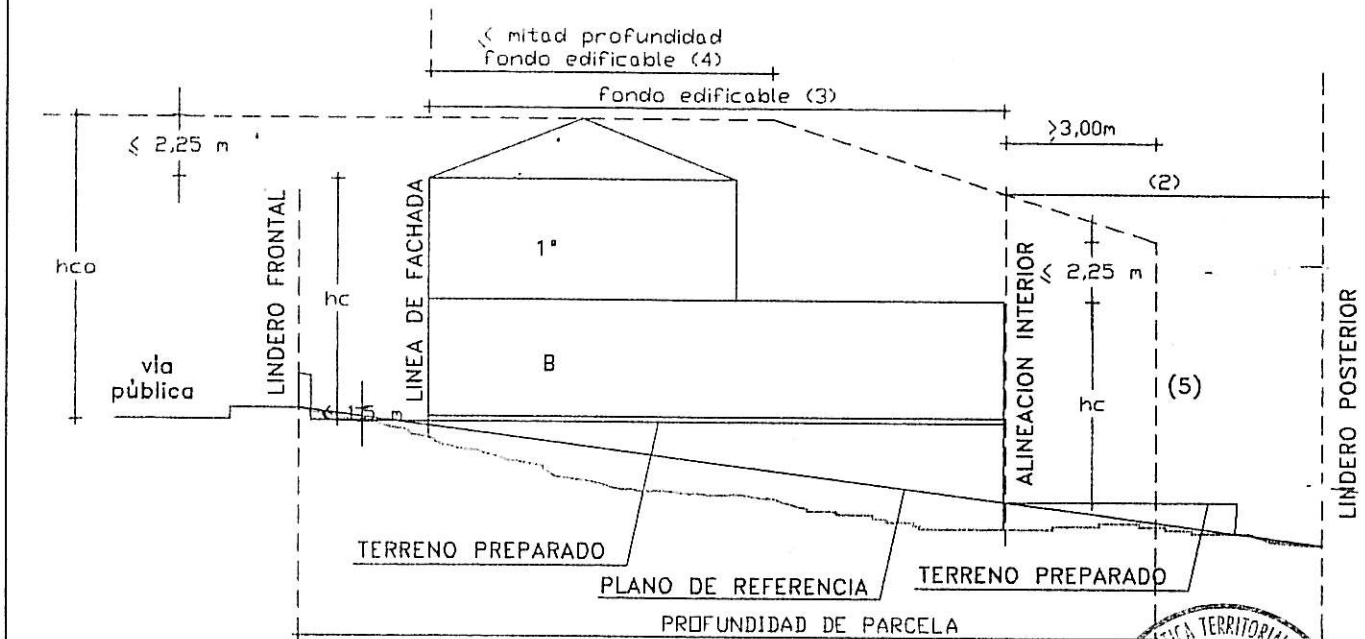 ≤ mitad profundidad
fondo edificable (4)
fondo edificable (3)
≤ 2,25 m
>3,00m
(2)
LINDERO FRONTAL
LINEA DE FACHADA
1ª
hco
hc
ALINEACION INTERIOR
≤ 2,25 m
LINDERO POSTERIOR
vía
pública
B
hc
(5)
m
TERRENO PREPARADO
PLANO DE REFERENCIA
TERRENO PREPARADO
PROFUNDIDAD DE PARCELA
TERRITORIAL